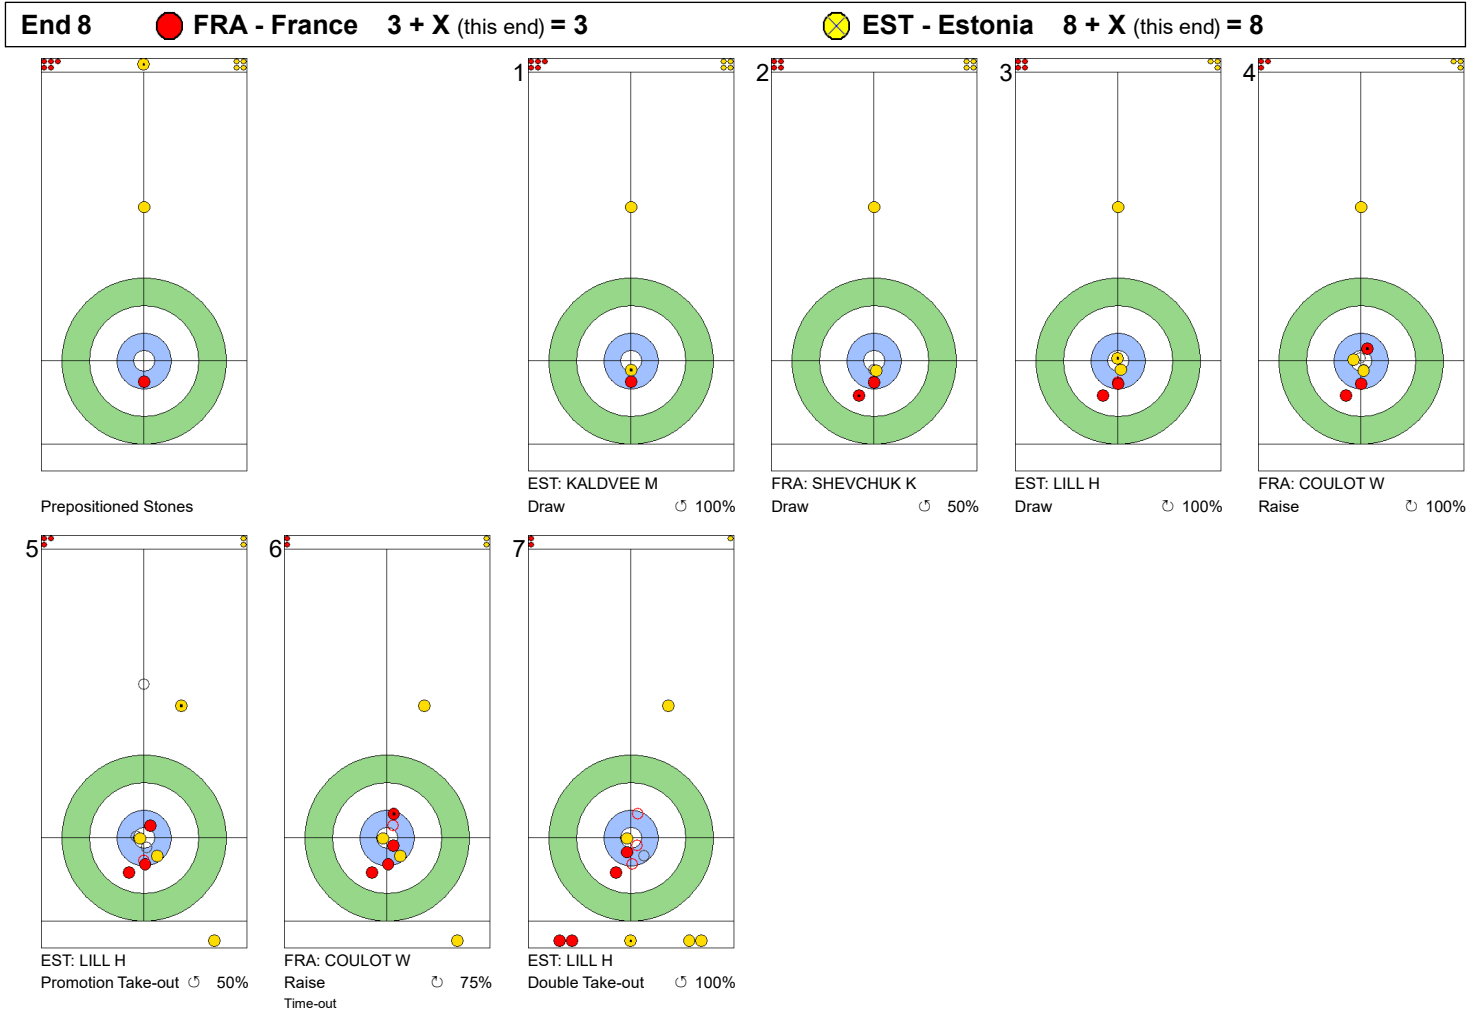 End 8 FRA - France 3 + X (this end) = 3 EST - Estonia 8 + X (this end) = 8
Prepositioned Stones
1
EST: KALDVEE M
Draw ↺ 100%
2
FRA: SHEVCHUK K
Draw ↺ 50%
3
EST: LILL H
Draw ↺ 100%
4
FRA: COULOT W
Raise ↻ 100%
5
EST: LILL H
Promotion Take-out ↺ 50%
6
FRA: COULOT W
Raise ↻ 75%
Time-out
7
EST: LILL H
Double Take-out ↺ 100%